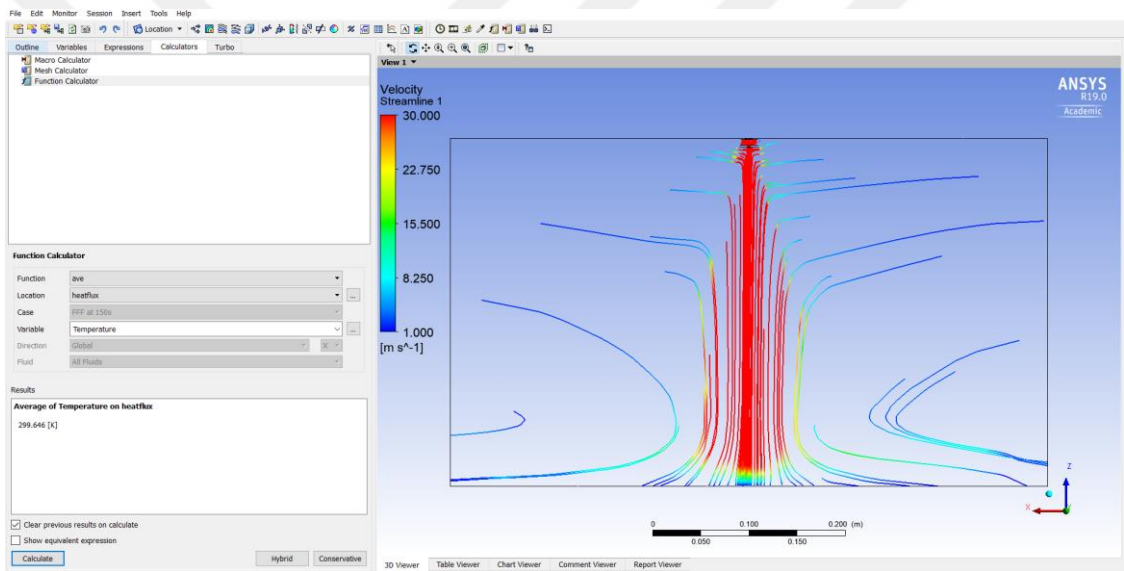 File Edit Monitor Session Insert Tools Help
Location
Outline Variables Expressions Calculators Turbo
Macro Calculator
Mesh Calculator
Function Calculator
Function Calculator
Function ave
Location heatflux ...
Case FFF at 150s
Variable Temperature ...
Direction Global X
Fluid All Fluids
Results
Average of Temperature on heatflux
299.646 [K]
Clear previous results on calculate
Show equivalent expression
Calculate Hybrid Conservative
View 1
Velocity
Streamline 1
30.000
22.750
15.500
8.250
1.000
[m s^-1]
ANSYS
R19.0
Academic
Z
X
0 0.100 0.200 (m)
0.050 0.150
3D Viewer Table Viewer Chart Viewer Comment Viewer Report Viewer